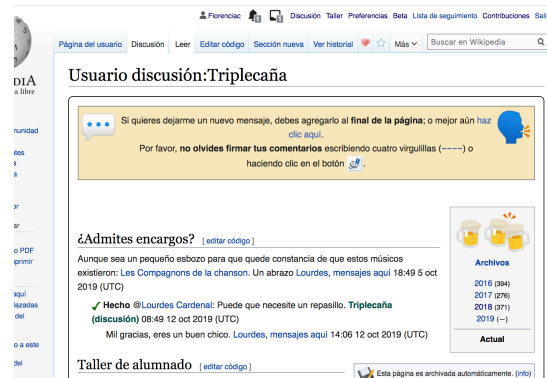 Florenciac Discusión Taller Preferencias Beta Lista de seguimiento Contribuciones Sali
Página del usuario Discusión Leer Editar código Sección nueva Ver historial Más Buscar en Wikipedia
DIA
a libre
Usuario discusión:Triplecaña
Si quieres dejarme un nuevo mensaje, debes agregarlo al final de la página; o mejor aún haz
clic aquí.
Por favor, no olvides firmar tus comentarios escribiendo cuatro virgulillas (~~~~) o
haciendo clic en el botón .
munidad
ntes
s
a
or
ar
o PDF
primir
aquí
lazadas
del
o a este
del
¿Admites encargos? [ editar código ]
Aunque sea un pequeño esbozo para que quede constancia de que estos músicos
existieron: Les Compagnons de la chanson. Un abrazo Lourdes, mensajes aquí 18:49 5 oct
2019 (UTC)
✓ Hecho @Lourdes Cardenal: Puede que necesite un repasillo. Triplecaña
(discusión) 08:49 12 oct 2019 (UTC)
Mil gracias, eres un buen chico. Lourdes, mensajes aquí 14:06 12 oct 2019 (UTC)
Archivos
2016 (394)
2017 (276)
2018 (371)
2019 (—)
Actual
Taller de alumnado [ editar código ]
Esta página es archivada automáticamente. (info)